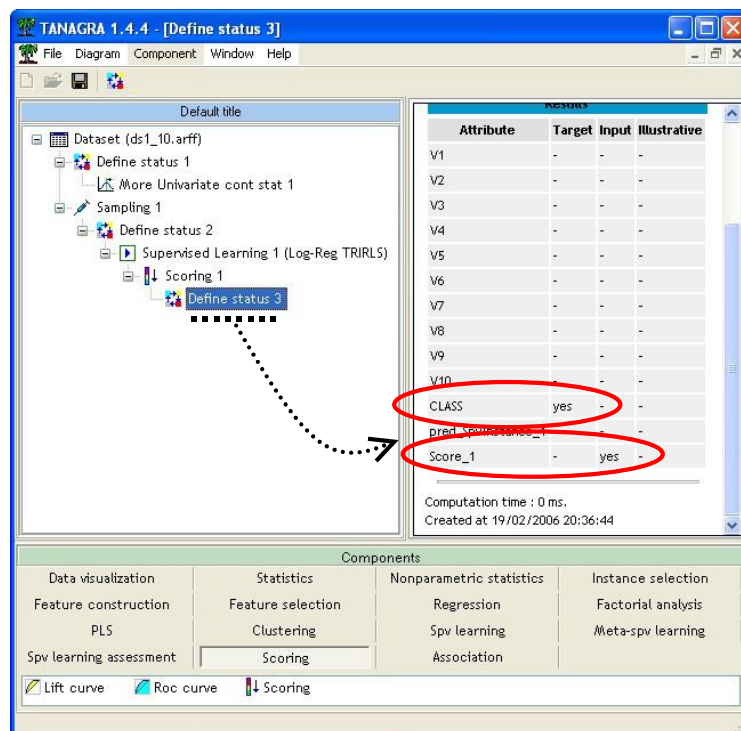 TANAGRA 1.4.4 - [Define status 3]
File Diagram Component Window Help
Default title
Dataset (ds1_10.arff)
Define status 1
More Univariate cont stat 1
Sampling 1
Define status 2
Supervised Learning 1 (Log-Reg TRIRLS)
Scoring 1
Define status 3
Results
Attribute Target Input Illustrative
V1 - - -
V2 - - -
V3 - - -
V4 - - -
V5 - - -
V6 - - -
V7 - - -
V8 - - -
V9 - - -
V10 - - -
CLASS yes - -
pred_SpvInstance_1 - - -
Score_1 - yes -
Computation time : 0 ms.
Created at 19/02/2006 20:36:44
Components
Data visualization Statistics Nonparametric statistics Instance selection
Feature construction Feature selection Regression Factorial analysis
PLS Clustering Spv learning Meta-spv learning
Spv learning assessment Scoring Association
Lift curve Roc curve Scoring